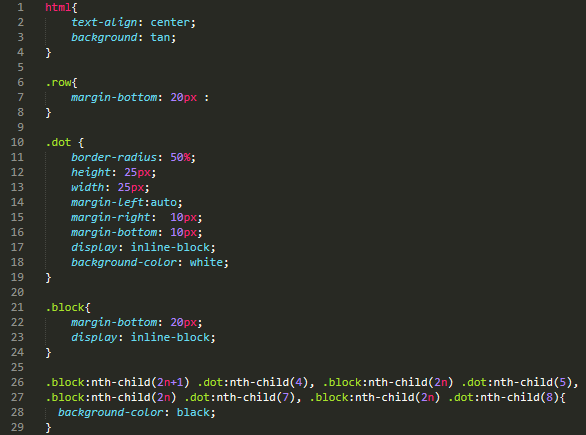 1 html{
2 text-align: center;
3 background: tan;
4 }
5
6 .row{
7 margin-bottom: 20px :
8 }
9
10 .dot {
11 border-radius: 50%;
12 height: 25px;
13 width: 25px;
14 margin-left:auto;
15 margin-right:  10px;
16 margin-bottom: 10px;
17 display: inline-block;
18 background-color: white;
19 }
20
21 .block{
22 margin-bottom: 20px;
23 display: inline-block;
24 }
25
26 .block:nth-child(2n+1) .dot:nth-child(4), .block:nth-child(2n) .dot:nth-child(5),
27 .block:nth-child(2n) .dot:nth-child(7), .block:nth-child(2n) .dot:nth-child(8){
28 background-color: black;
29 }